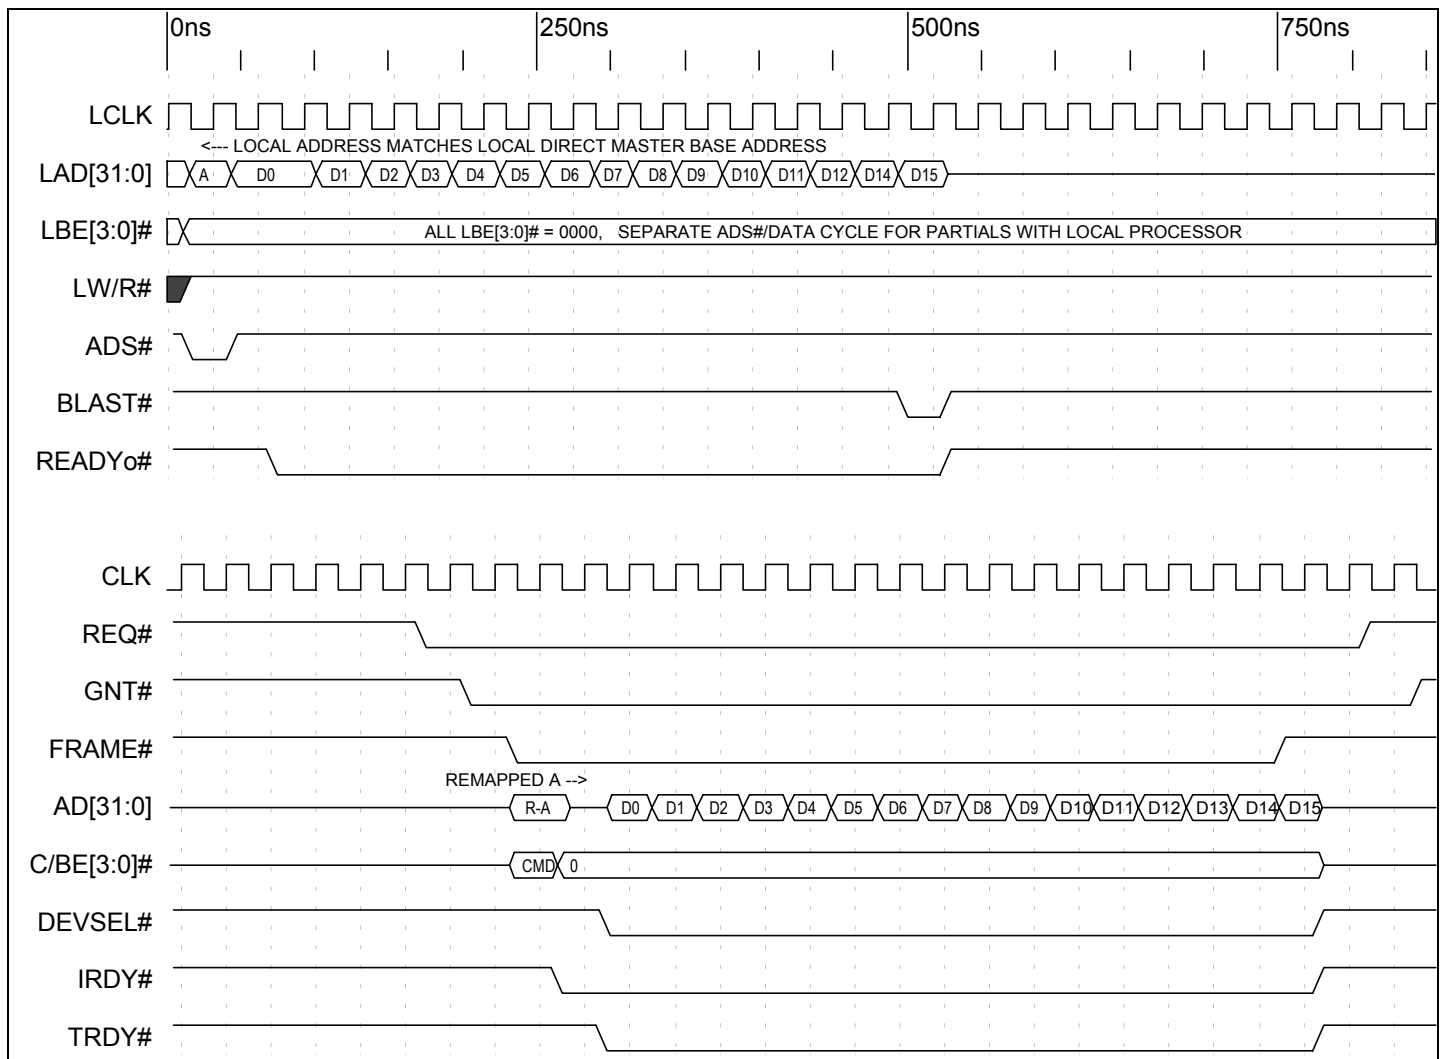 0ns 250ns 500ns 750ns
LCLK
<--- LOCAL ADDRESS MATCHES LOCAL DIRECT MASTER BASE ADDRESS
LAD[31:0] A D0 D1 D2 D3 D4 D5 D6 D7 D8 D9 D10 D11 D12 D14 D15
LBE[3:0]# ALL LBE[3:0]# = 0000, SEPARATE ADS#/DATA CYCLE FOR PARTIALS WITH LOCAL PROCESSOR
LW/R#
ADS#
BLAST#
READYo#
CLK
REQ#
GNT#
FRAME#
REMAPPED A -->
AD[31:0] R-A D0 D1 D2 D3 D4 D5 D6 D7 D8 D9 D10 D11 D12 D13 D14 D15
C/BE[3:0]# CMD 0
DEVSEL#
IRDY#
TRDY#